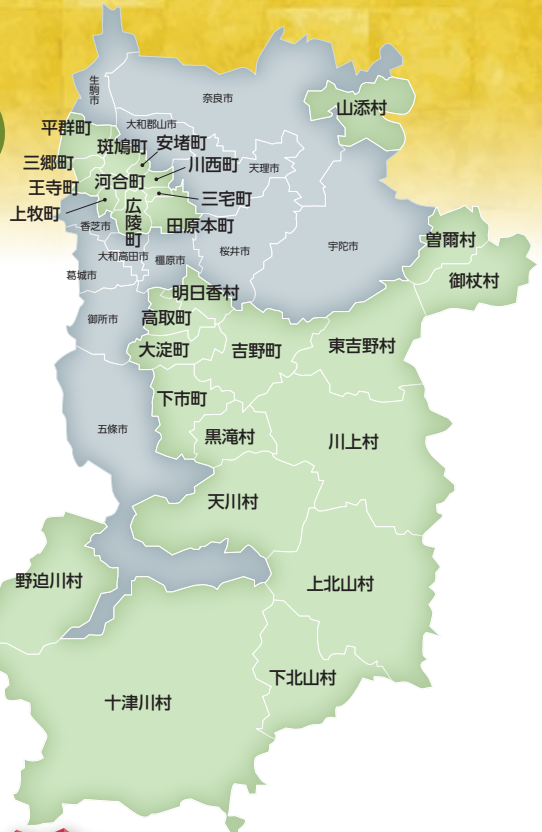 生駒市
奈良市
山添村
平群町
大和郡山市
斑鳩町
安堵町
三郷町
川西町
天理市
王寺町
河合町
三宅町
上牧町
広陵町
香芝市
田原本町
曽爾村
大和高田市
橿原市
桜井市
宇陀市
葛城市
御杖村
明日香村
御所市
高取町
大淀町
吉野町
東吉野村
下市町
五條市
黒滝村
川上村
天川村
野迫川村
上北山村
下北山村
十津川村